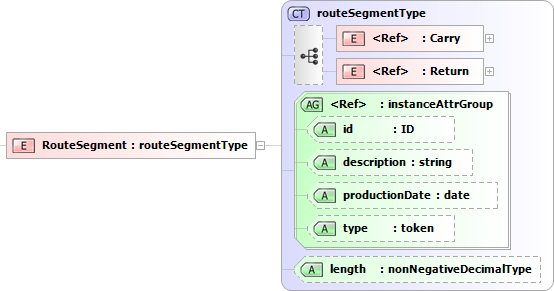 CT routeSegmentType
E <Ref> : Carry
E <Ref> : Return
AG <Ref> : instanceAttrGroup
A id : ID
E RouteSegment : routeSegmentType
A description : string
A productionDate : date
A type : token
A length : nonNegativeDecimalType